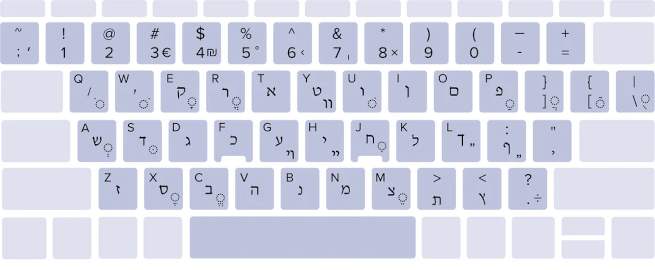 ~ ; ׳ ! 1 @ 2 # 3 € $ 4 ₪ % 5 ° ^ 6 ‹ & 7 * 8 × ) 9 ( 0 – - + =
Q / W ׳ E ק R ר T א Y ט װ U ו I ן O ם P פ } ] { [ | \
A ש S ד D ג F כ G ע ױ H י ײ J ח K ל L ך „ : ף „ " ,
Z ז X ס C ב V ה B נ N מ M צ > ת < ץ ? . ÷